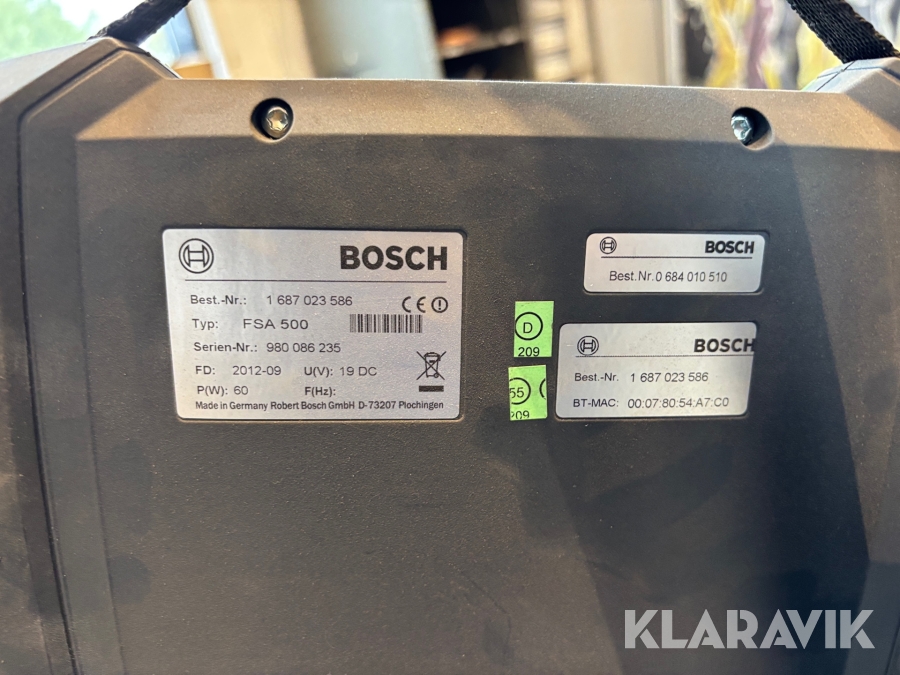 BOSCH
Best.-Nr.: 1 687 023 586
Typ: FSA 500
Serien-Nr.: 980 086 235
FD: 2012-09 U(V): 19 DC
P(W): 60 F(Hz):
Made in Germany Robert Bosch GmbH D-73207 Plochingen
BOSCH
Best.Nr.0 684 010 510
D
209
55
209
BOSCH
Best.-Nr. 1 687 023 586
BT-MAC: 00:07:80:54:A7:C0
KLARAVIK